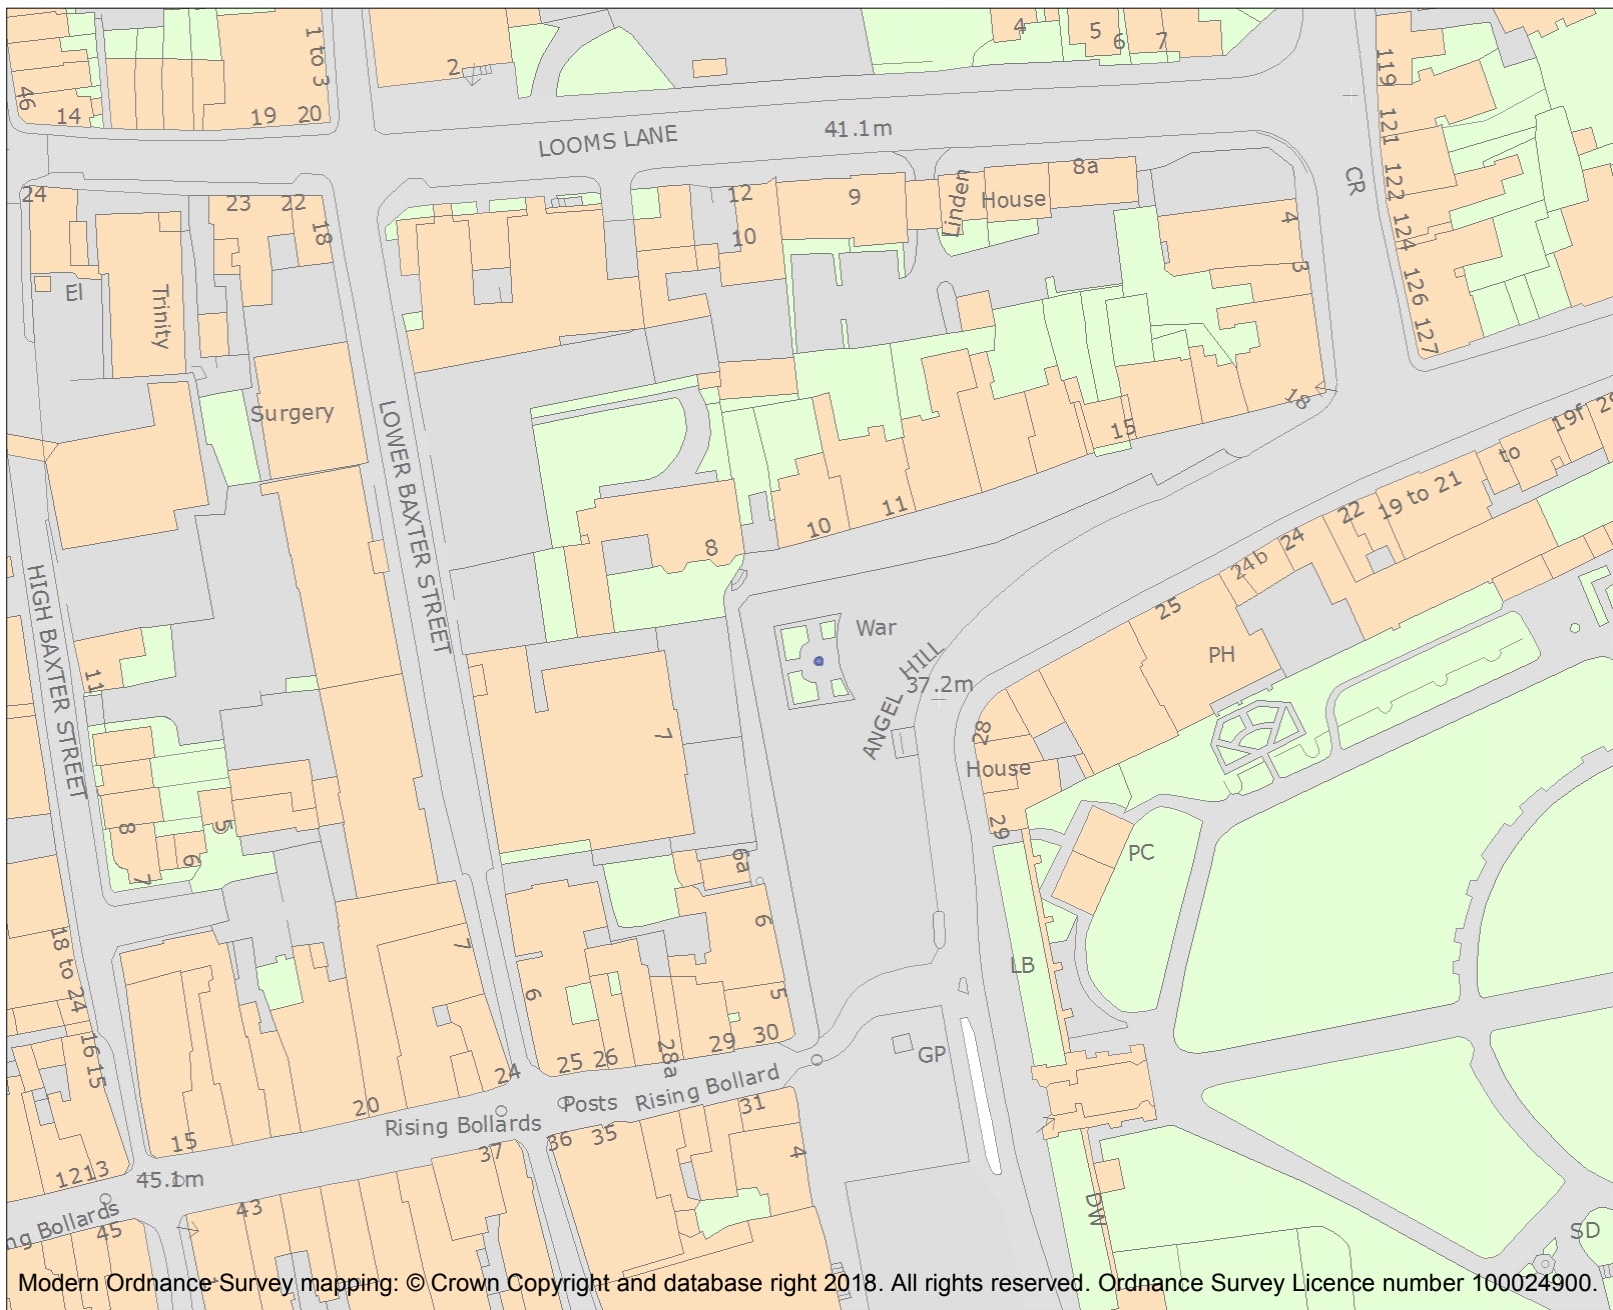 1 to 3
2
4
5
6
7
46
14
19
20
119
LOOMS LANE
41.1m
121
122
CR
24
23
22
18
12
10
9
Linden
House
8a
4
3
124
126
127
El
Trinity
Surgery
LOWER BAXTER STREET
18
15
11
10
8
19f
29
to
19 to 21
22
24
24b
25
HIGH BAXTER STREET
11
War
ANGEL HILL
37.2m
PH
7
28
House
29
8
5
6
7
6a
PC
6
18 to 24
7
6
5
LB
16
15
24
25
26
28a
29
30
GP
Rising Bollard
20
Posts
Rising Bollards
31
15
37
36
35
4
12
13
45.1m
43
DW
ng Bollards
45
1
SD
Modern Ordnance Survey mapping: © Crown Copyright and database right 2018. All rights reserved. Ordnance Survey Licence number 100024900.